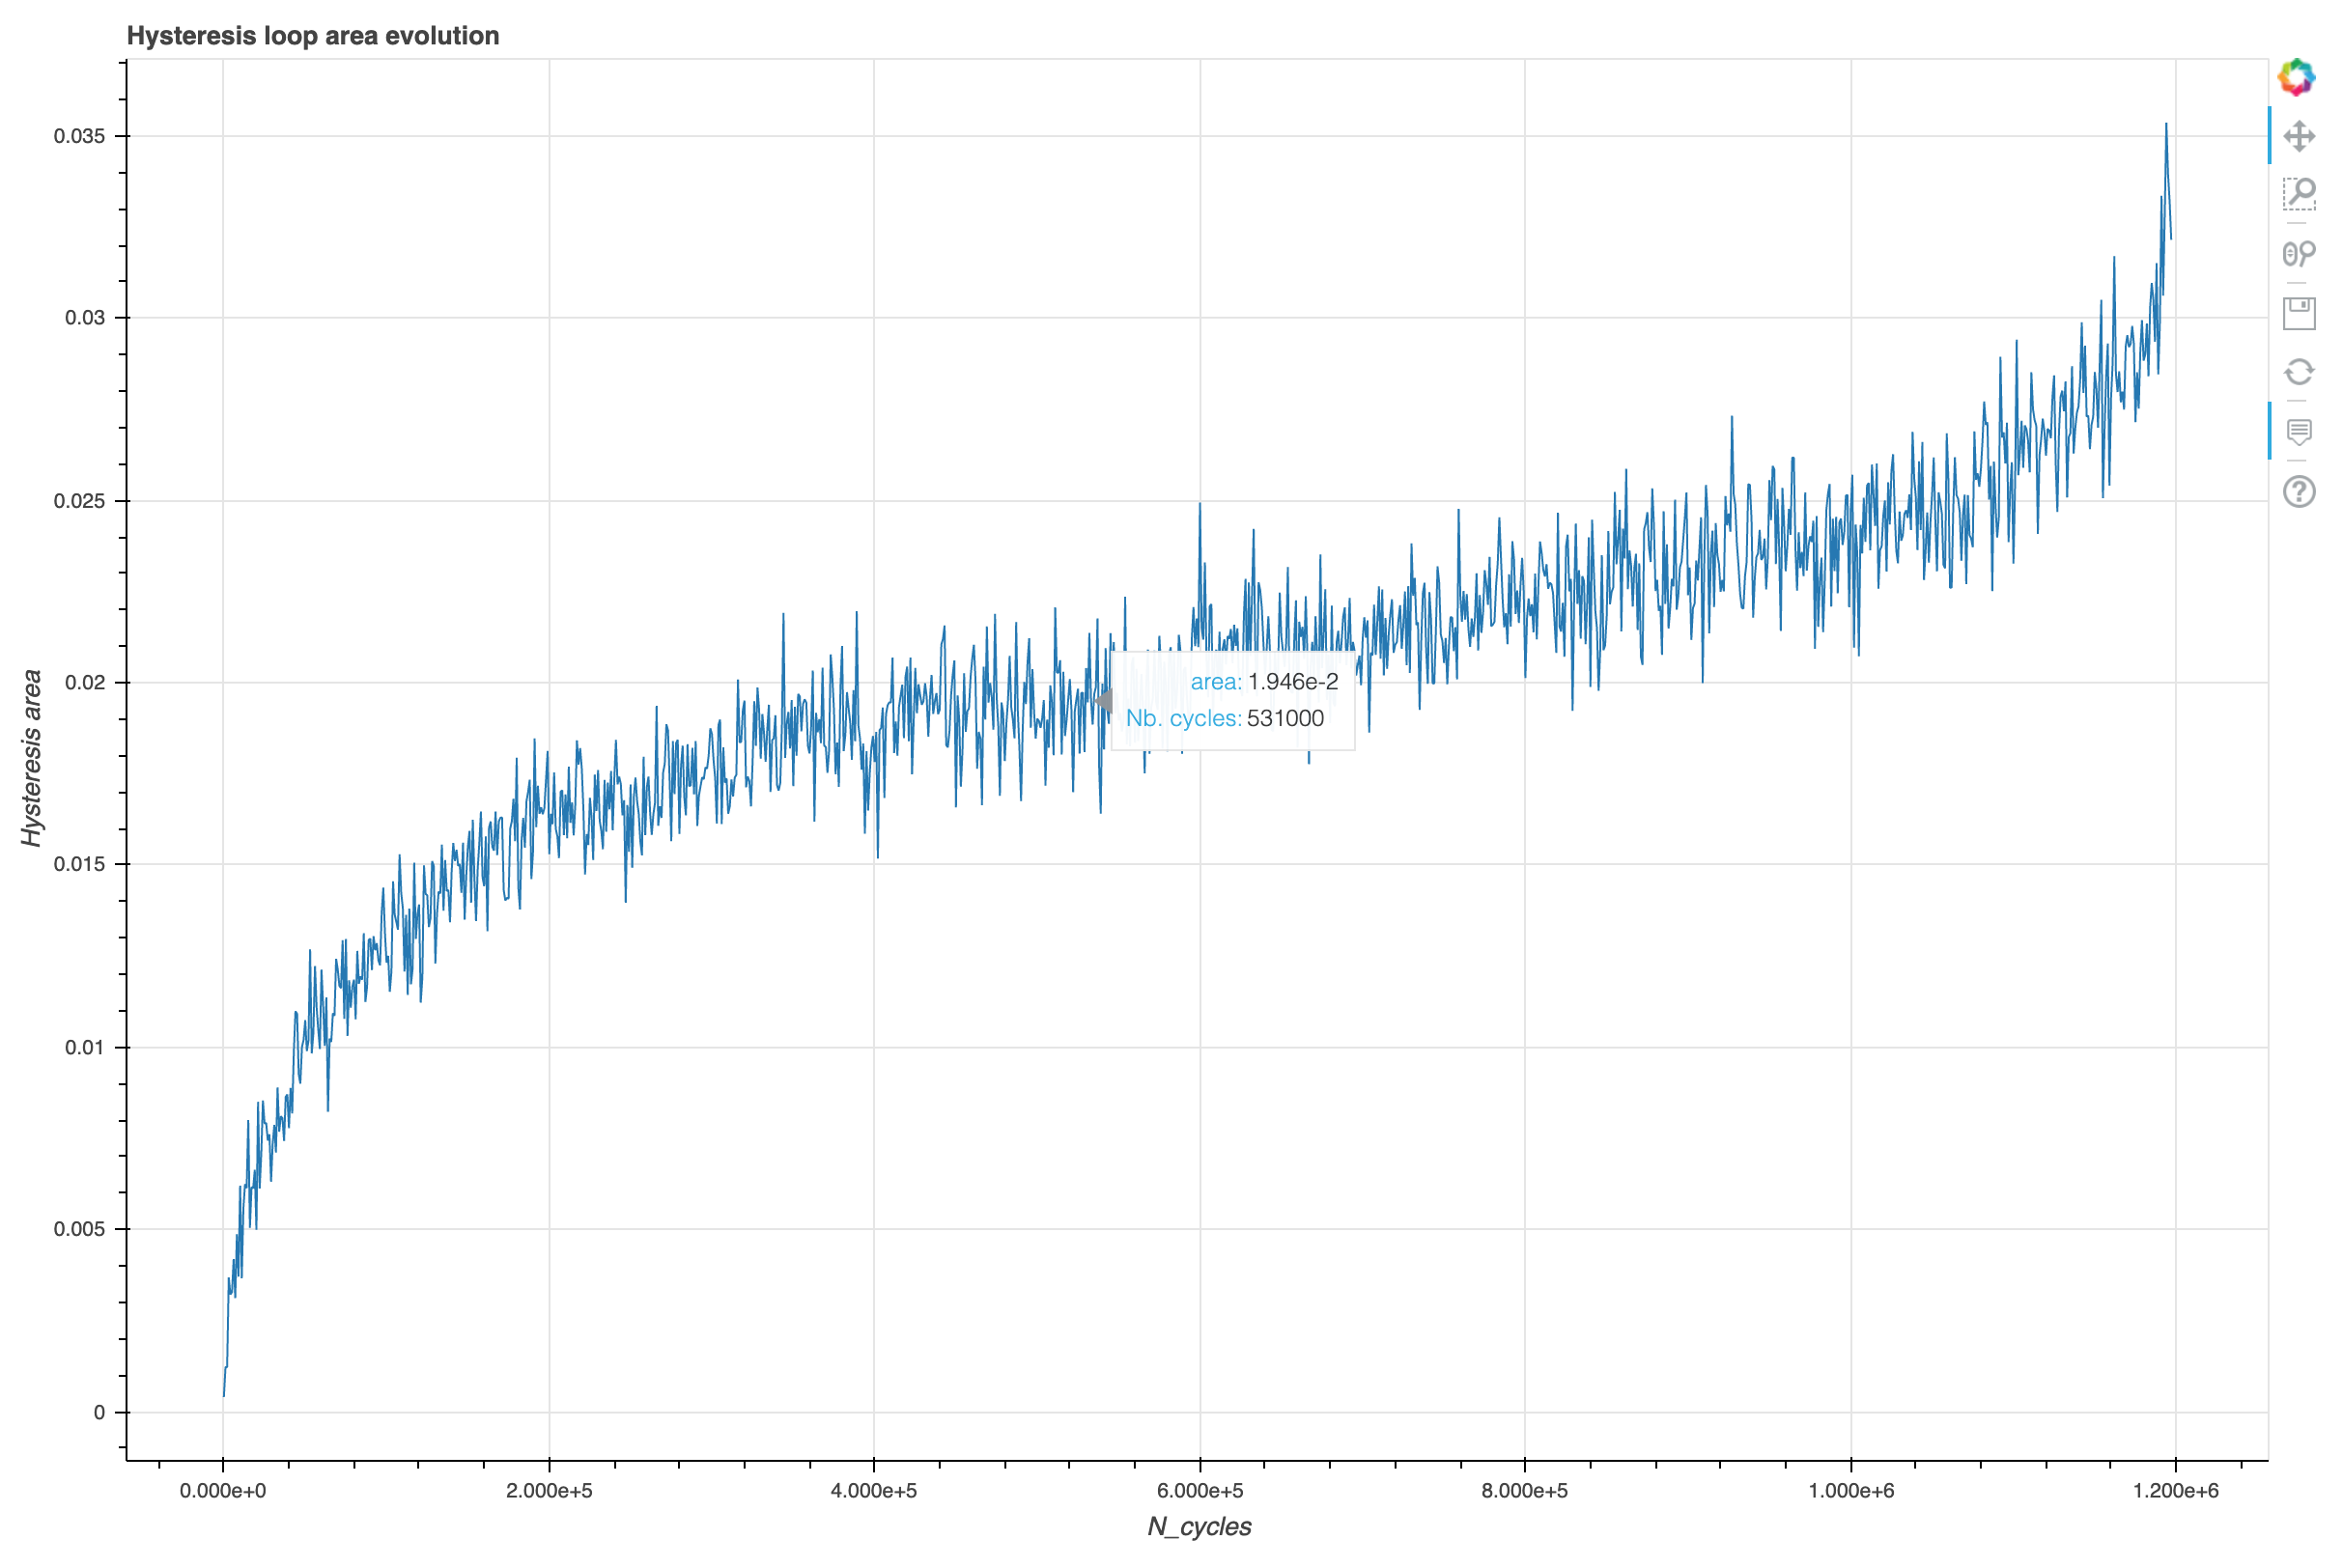 Hysteresis loop area evolution
0.035
0.03
0.025
0.02
0.015
0.01
0.005
0
Hysteresis area
area: 1.946e-2
Nb. cycles: 531000
0.000e+0 2.000e+5 4.000e+5 6.000e+5 8.000e+5 1.000e+6 1.200e+6
N_cycles